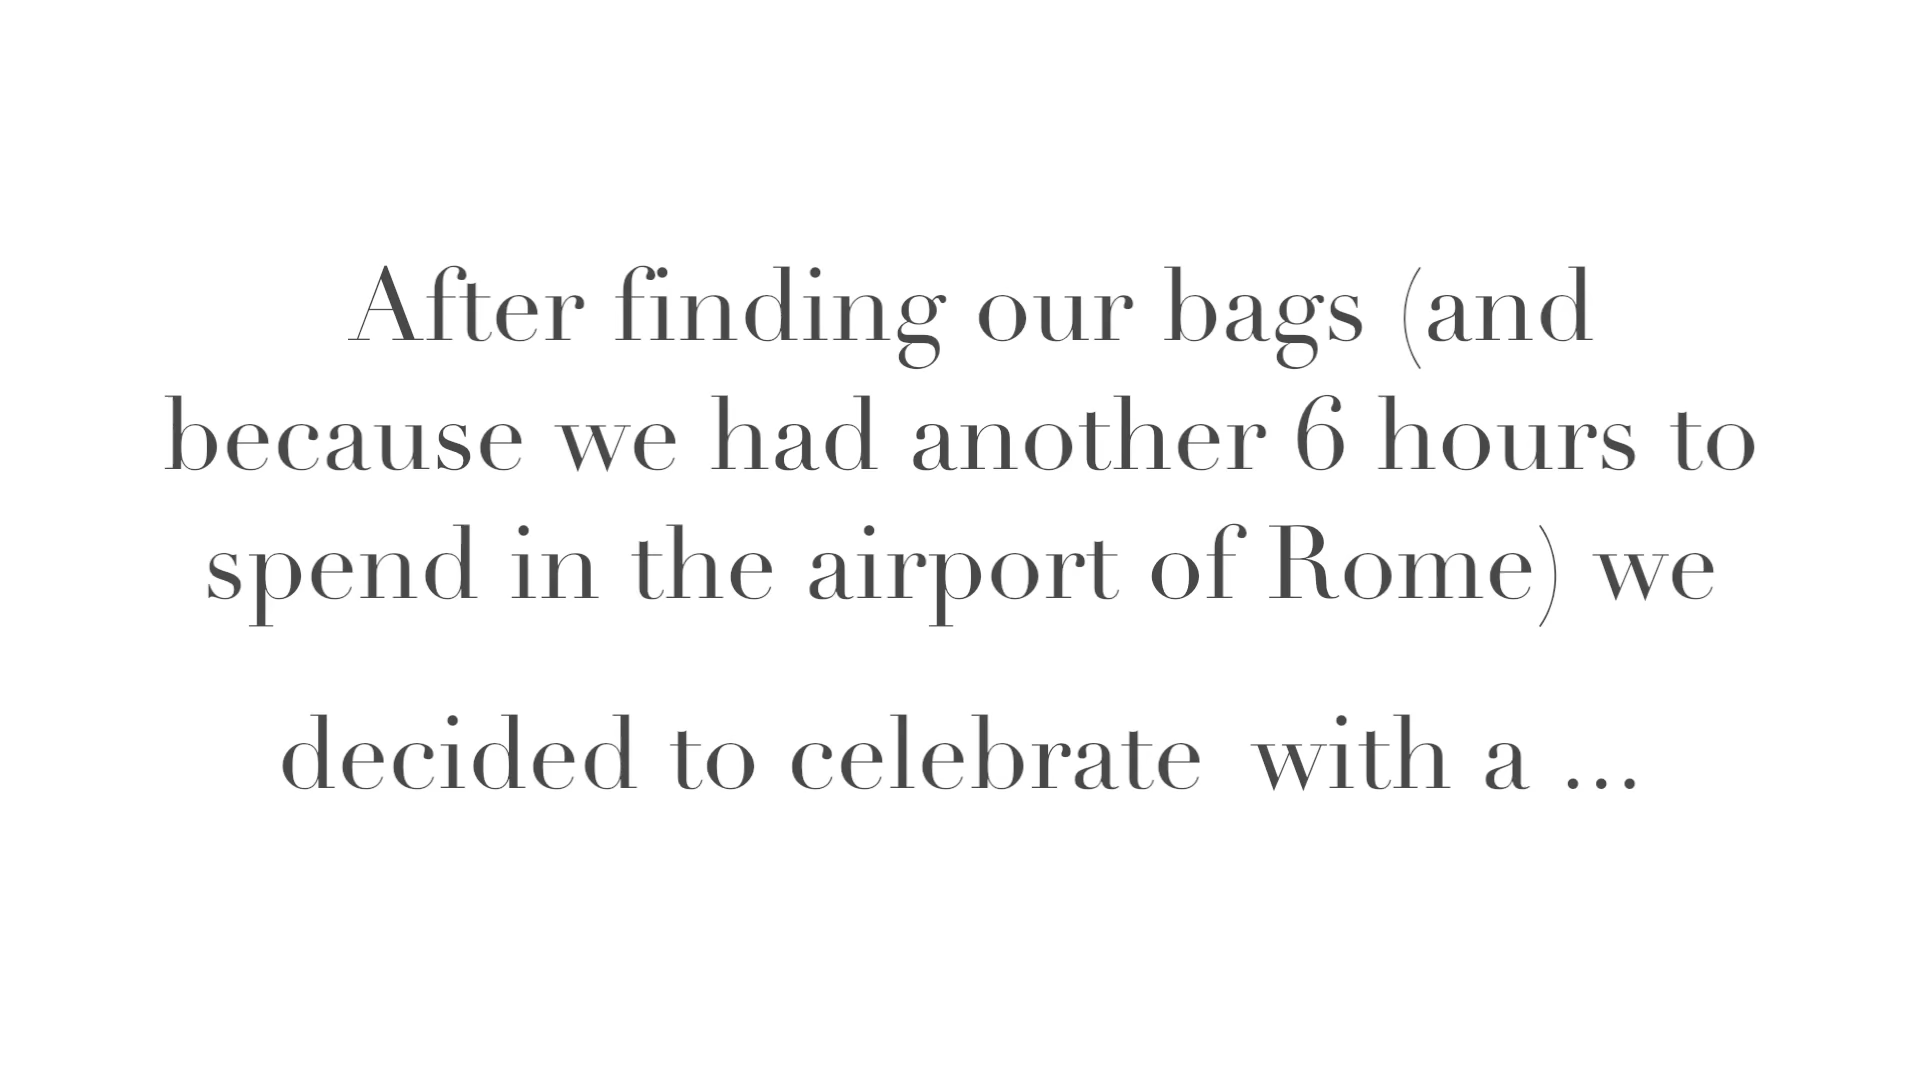 After finding our bags (and
because we had another 6 hours to
spend in the airport of Rome) we
decided to celebrate with a ...